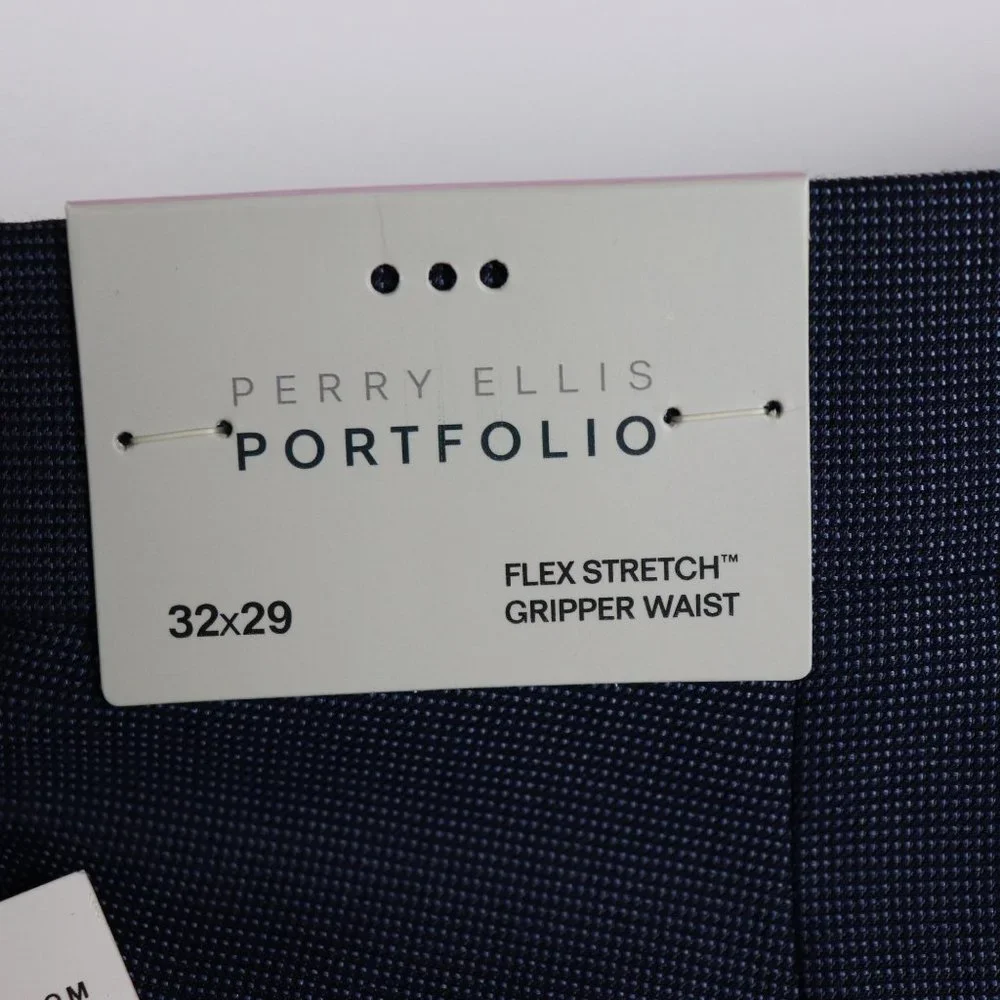 PERRY ELLIS
PORTFOLIO
FLEX STRETCH™
32x29
GRIPPER WAIST